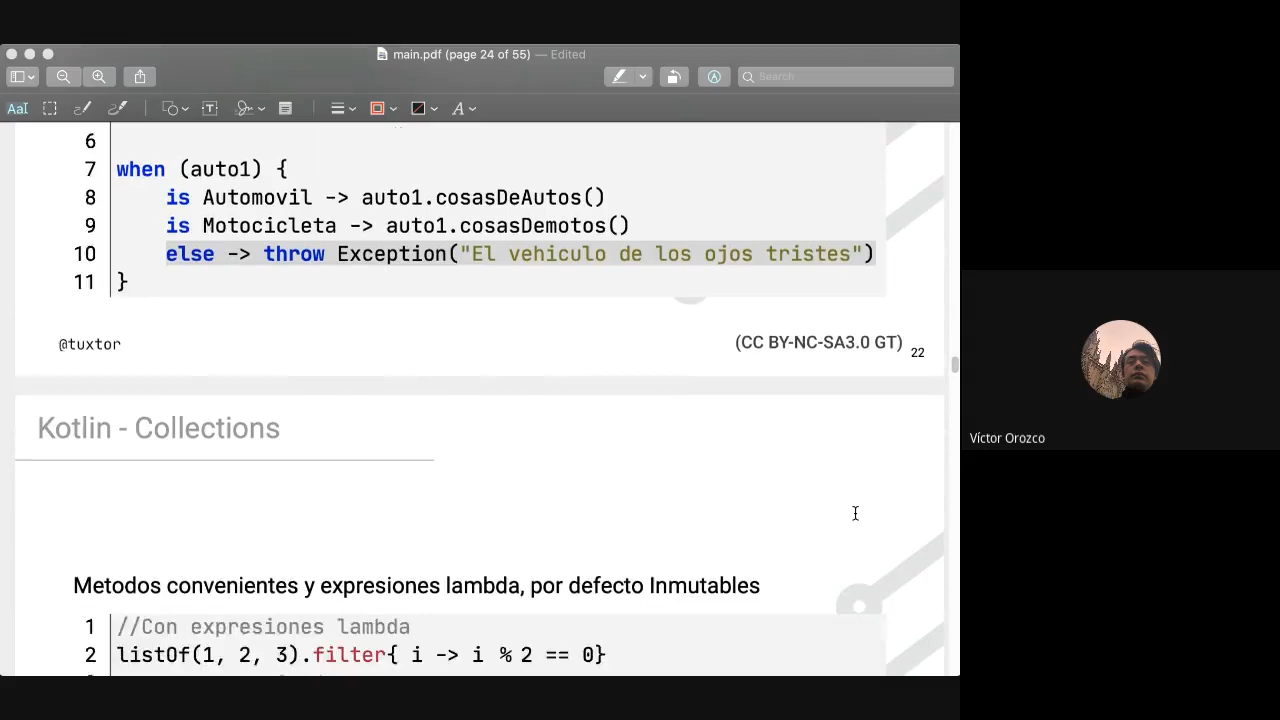 main.pdf (page 24 of 55) — Edited
Search
AaI
T
A
6
7 when (auto1) {
8 is Automovil -> auto1.cosasDeAutos()
9 is Motocicleta -> auto1.cosasDemotos()
10 else -> throw Exception("El vehiculo de los ojos tristes")
11 }
@tuxtor
(CC BY-NC-SA3.0 GT) 22
Kotlin - Collections
Metodos convenientes y expresiones lambda, por defecto Inmutables
1 //Con expresiones lambda
2 listOf(1, 2, 3).filter{ i -> i % 2 == 0}
Víctor Orozco